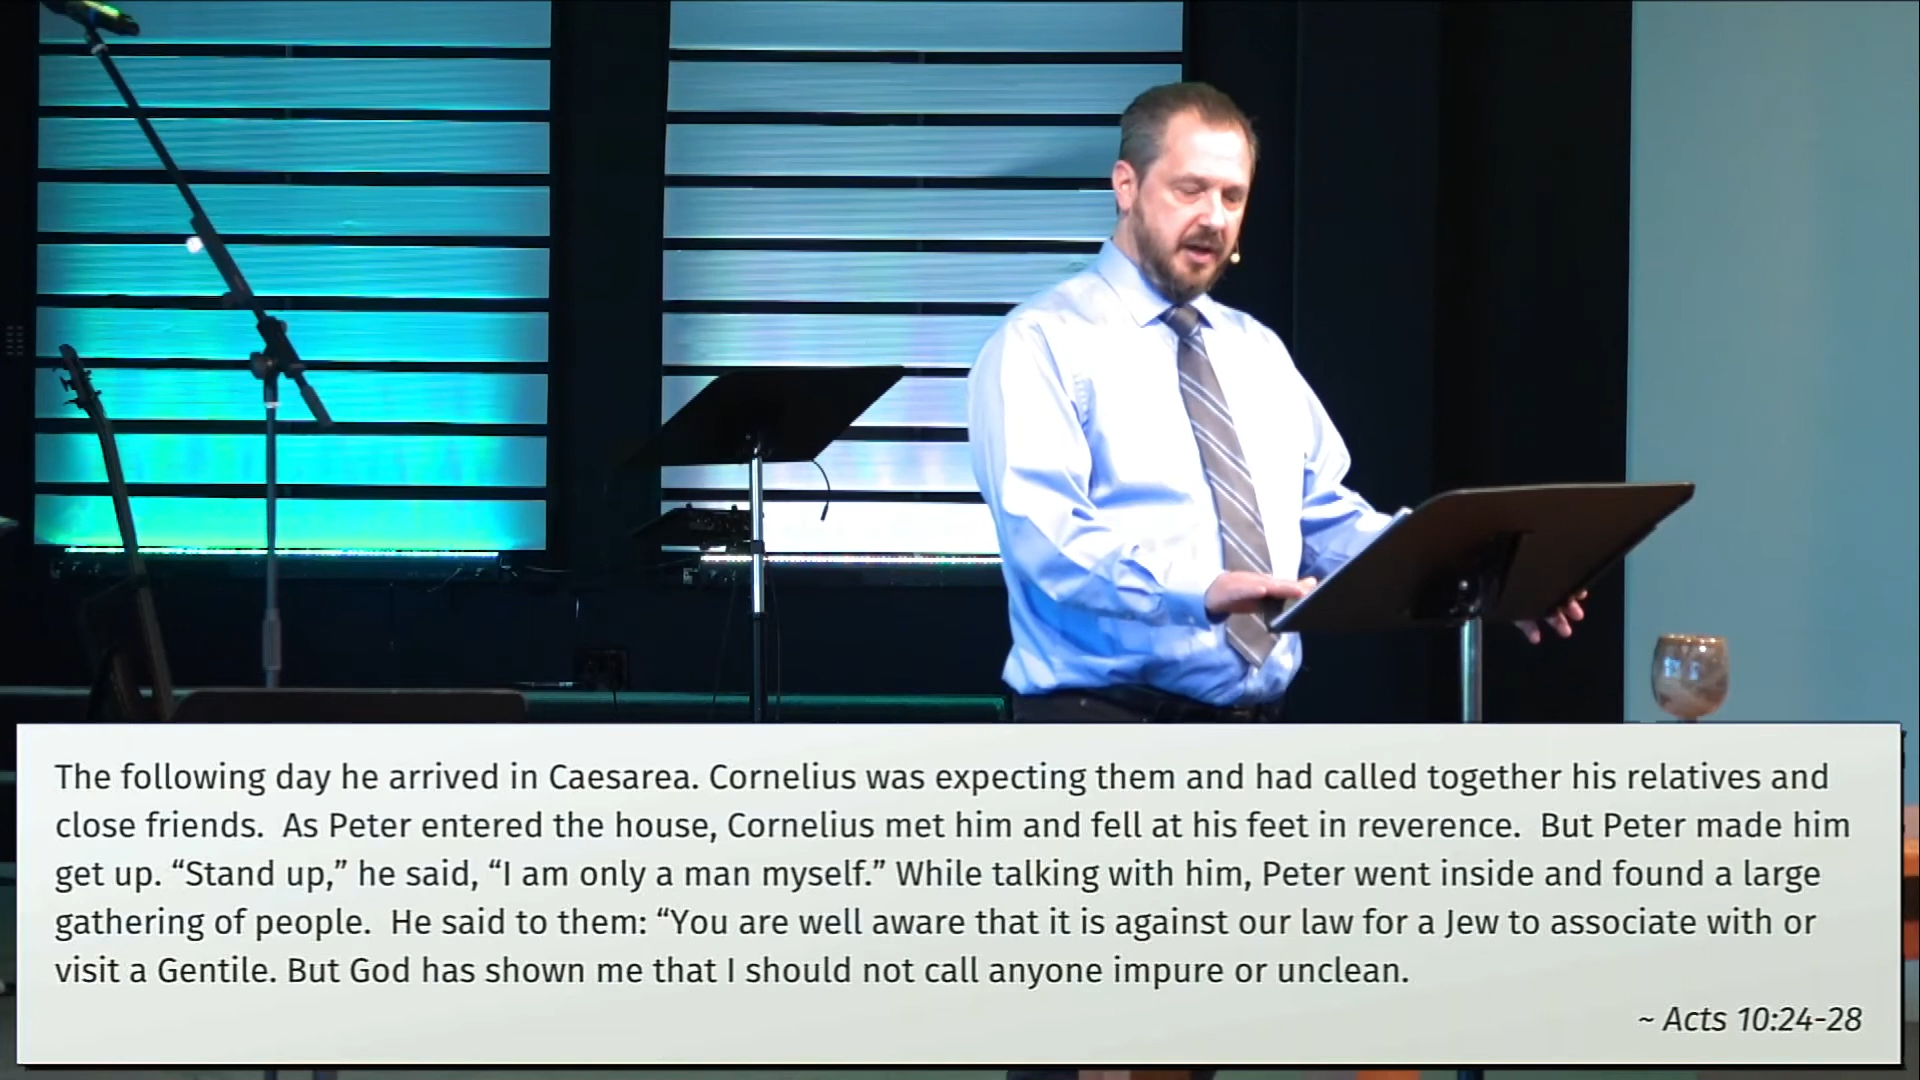 The following day he arrived in Caesarea. Cornelius was expecting them and had called together his relatives and
close friends.  As Peter entered the house, Cornelius met him and fell at his feet in reverence.  But Peter made him
get up. “Stand up,” he said, “I am only a man myself.” While talking with him, Peter went inside and found a large
gathering of people.  He said to them: “You are well aware that it is against our law for a Jew to associate with or
visit a Gentile. But God has shown me that I should not call anyone impure or unclean.
~ Acts 10:24-28